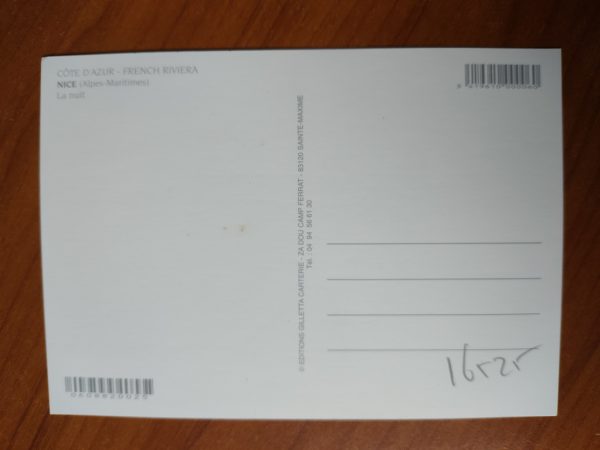 CÔTE D'AZUR - FRENCH RIVIERA
NICE (Alpes-Maritimes)
La nuit
© EDITIONS GILLETTA CARTERIE - ZA DOU CAMP FERRAT - 83120 SAINTE-MAXIME
Tél. : 04 94 56 61 30